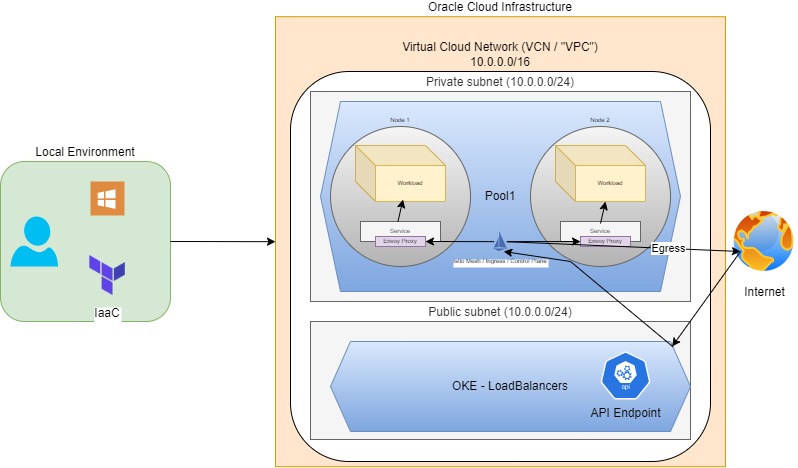 Oracle Cloud Infrastructure
Virtual Cloud Network (VCN / "VPC")
10.0.0.0/16
Private subnet (10.0.0.0/24)
Node 1
Node 2
Local Environment
Workload
Workload
Pool1
Service
Service
Envoy Proxy
Envoy Proxy
Egress
Mesh / Ingress / Control Plane
Internet
IaaC
Public subnet (10.0.0.0/24)
OKE - LoadBalancers
api
API Endpoint